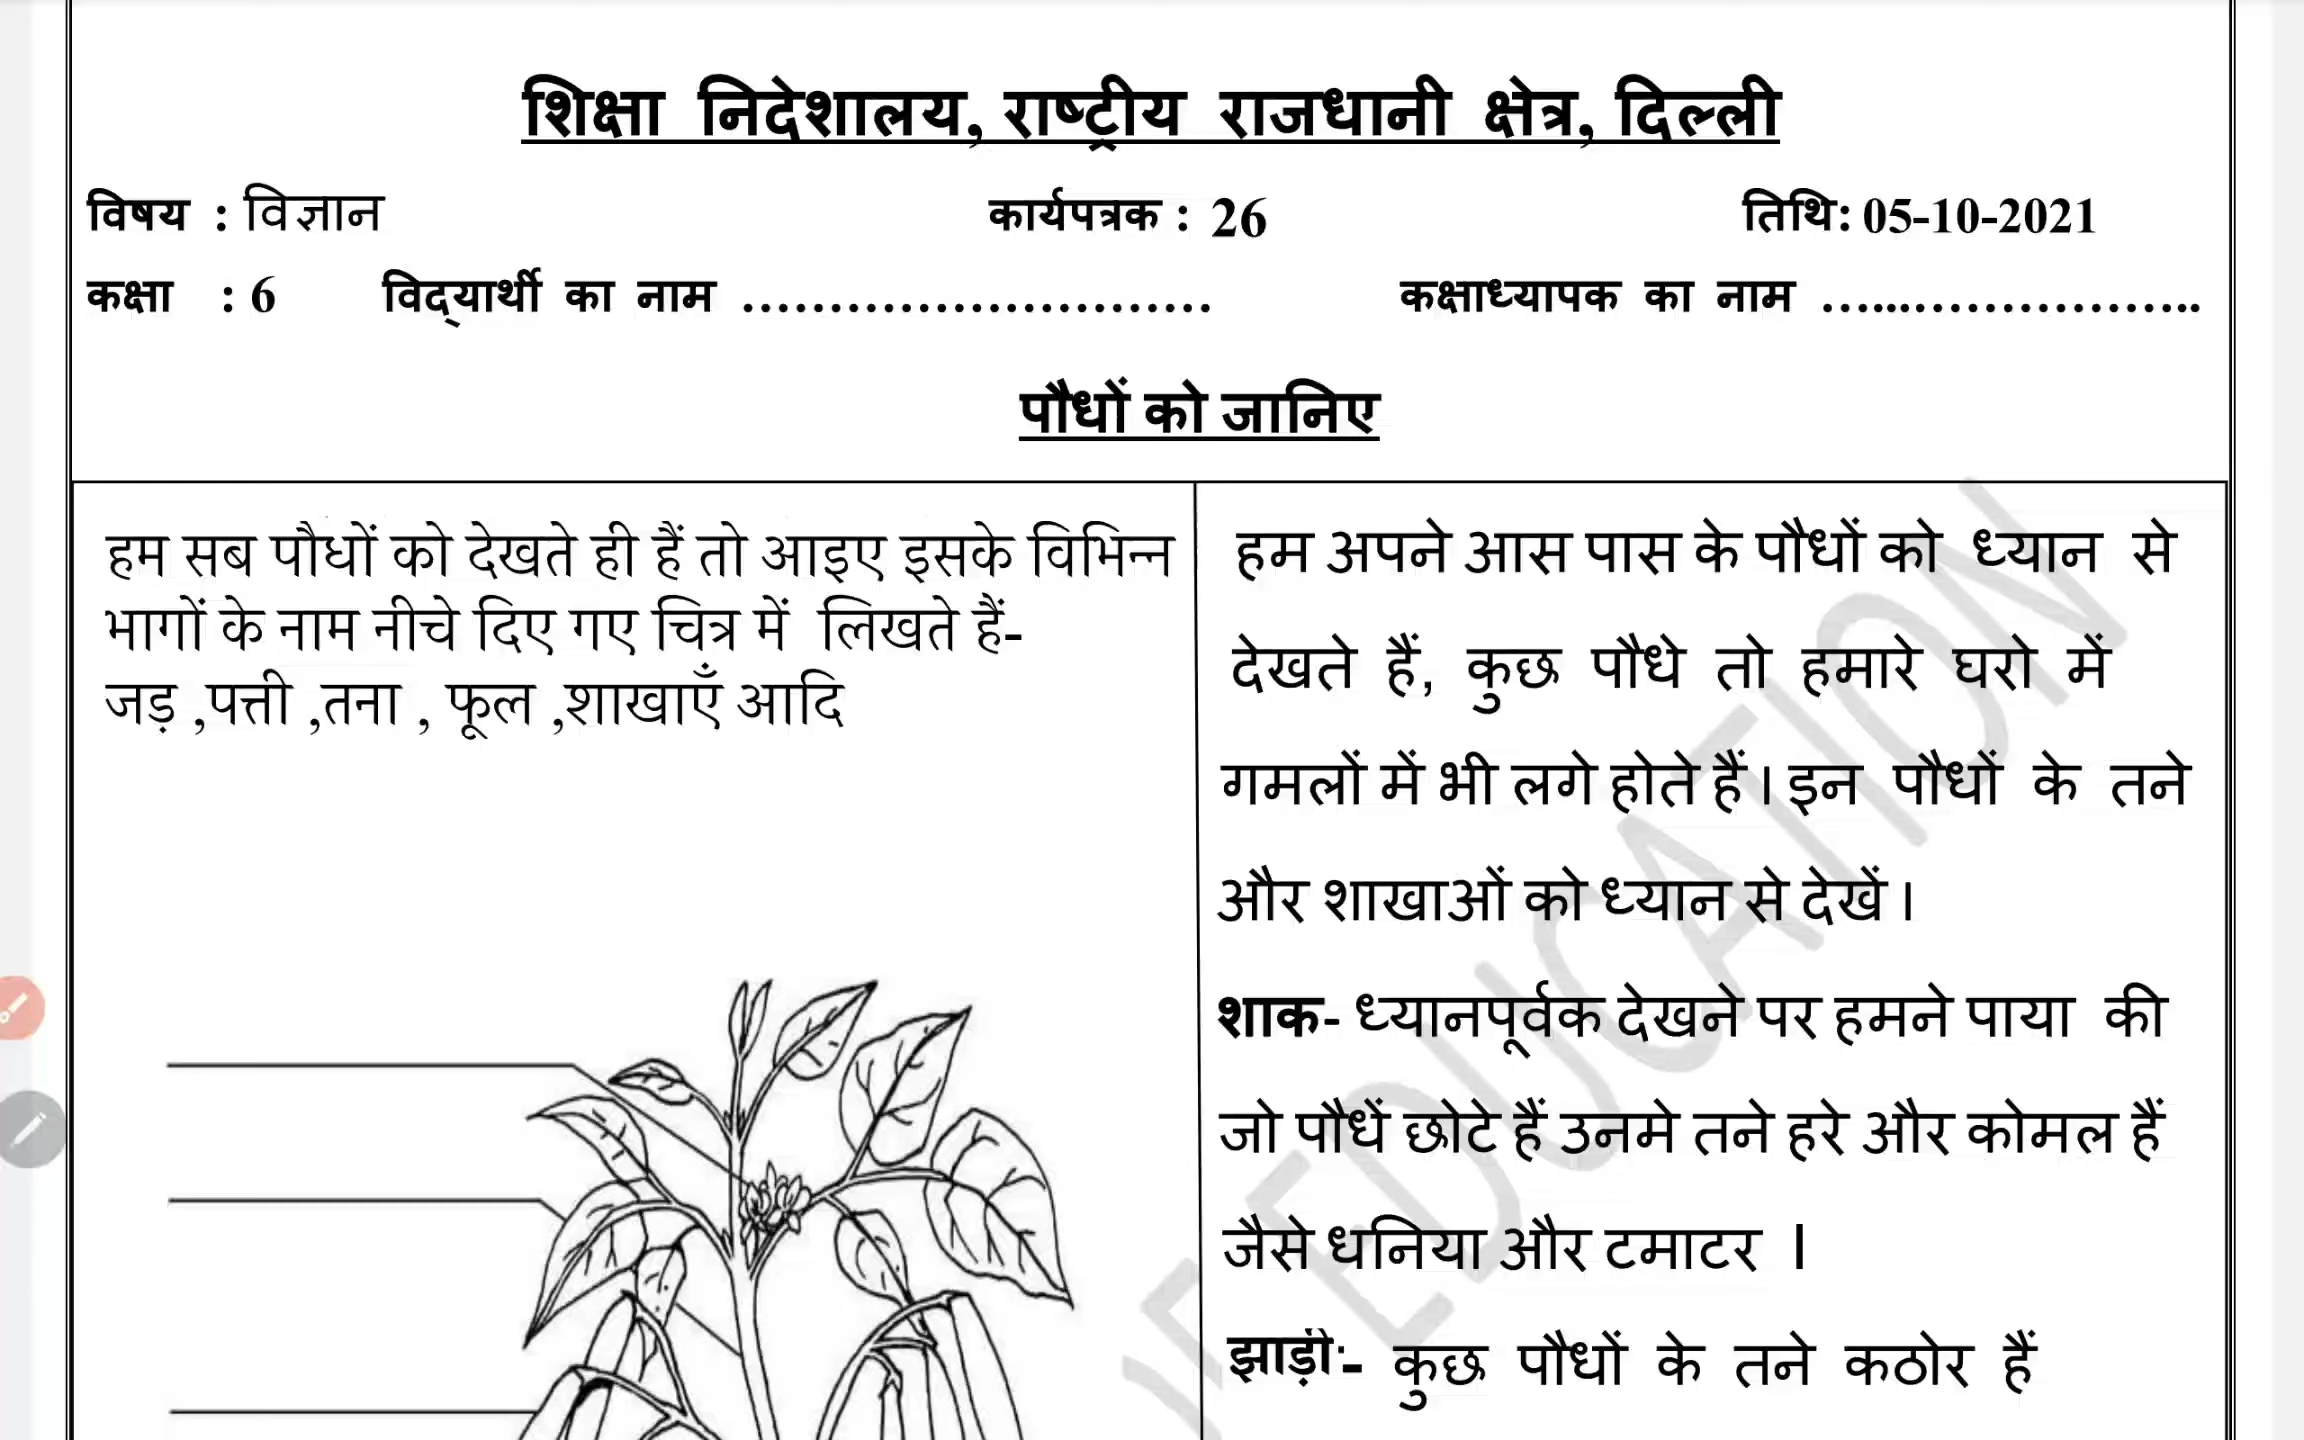 शिक्षा निदेशालय, राष्ट्रीय राजधानी क्षेत्र, दिल्ली
विषय : विज्ञान कार्यपत्रक : 26 तिथि: 05-10-2021
कक्षा : 6 विद्यार्थी का नाम ………………………… कक्षाध्यापक का नाम …...………………..
पौधों को जानिए
हम सब पौधों को देखते ही हैं तो आइए इसके विभिन्न
भागों के नाम नीचे दिए गए चित्र में लिखते हैं-
जड़ ,पत्ती ,तना , फूल ,शाखाएँ आदि
हम अपने आस पास के पौधों को ध्यान से
देखते हैं, कुछ पौधे तो हमारे घरो में
गमलों में भी लगे होते हैं। इन पौधों के तने
और शाखाओं को ध्यान से देखें।
शाक- ध्यानपूर्वक देखने पर हमने पाया की
जो पौधें छोटे हैं उनमे तने हरे और कोमल हैं
जैसे धनिया और टमाटर ।
झाड़ी:- कुछ पौधों के तने कठोर हैं
OF EDUCATION